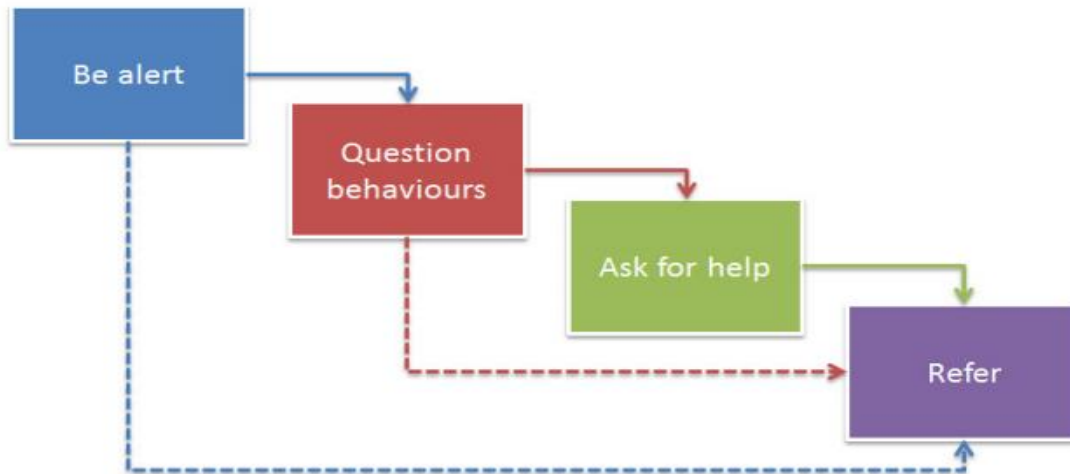 Be alert
Question
behaviours
Ask for help
Refer